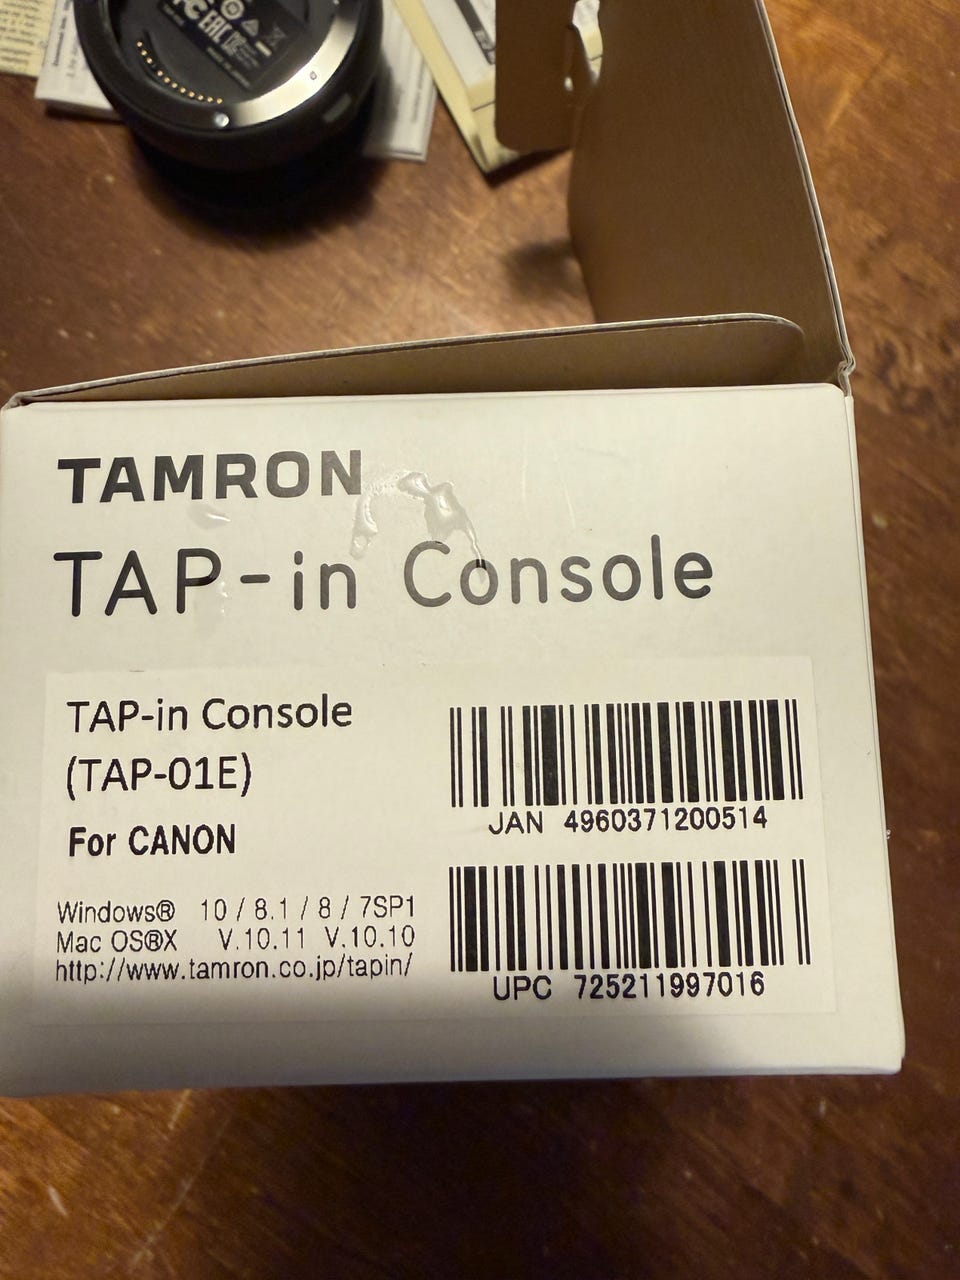 EAC
TAMRON
TAP-in Console
TAP-in Console
(TAP-01E)
For CANON
Windows® 10 / 8.1 / 8 / 7SP1
Mac OS®X V.10.11 V.10.10
http://www.tamron.co.jp/tapin/
JAN 4960371200514
UPC 725211997016